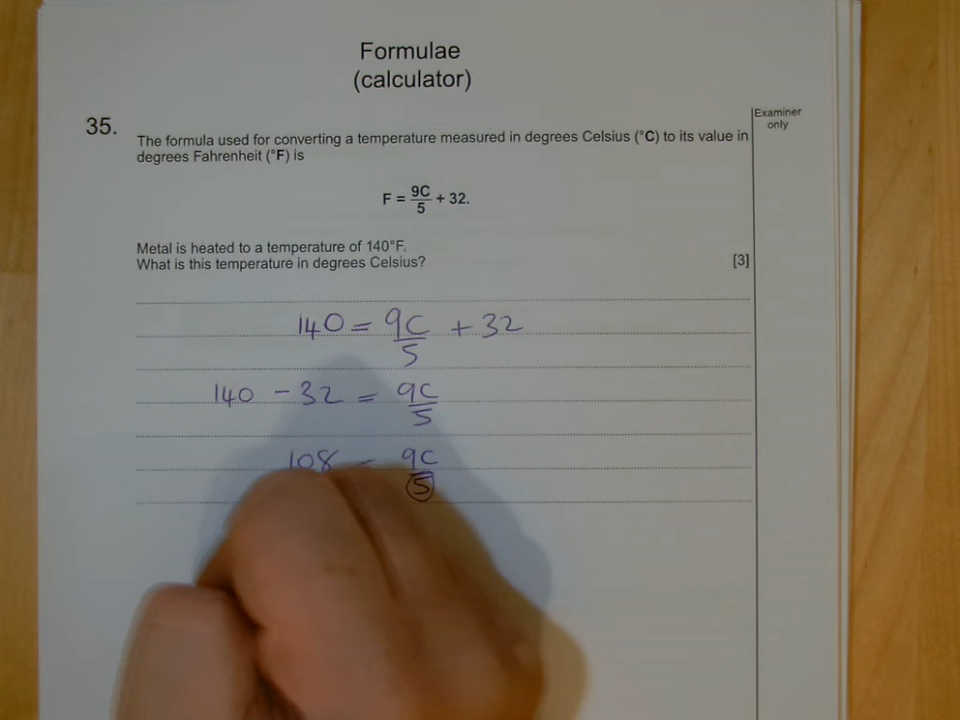 Formulae
(calculator)
Examiner
only
35.
The formula used for converting a temperature measured in degrees Celsius (°C) to its value in
degrees Fahrenheit (°F) is
F = 9C/5 + 32.
Metal is heated to a temperature of 140°F.
What is this temperature in degrees Celsius?
[3]
140 = 9C/5 + 32
140 - 32 = 9C/5
108 = 9C/5